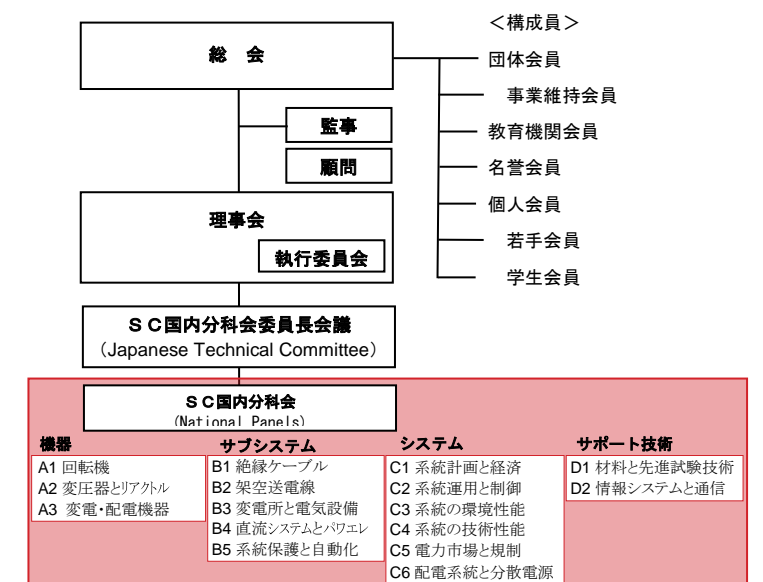 総　会
＜構成員＞
団体会員
事業維持会員
教育機関会員
名誉会員
個人会員
若手会員
学生会員
監事
顧問
理事会
執行委員会
ＳＣ国内分科会委員長会議
（Japanese Technical Committee）
ＳＣ国内分科会
(National Panels)
機器
A1 回転機
A2 変圧器とリアクトル
A3 変電・配電機器
サブシステム
B1 絶縁ケーブル
B2 架空送電線
B3 変電所と電気設備
B4 直流システムとパワエレ
B5 系統保護と自動化
システム
C1 系統計画と経済
C2 系統運用と制御
C3 系統の環境性能
C4 系統の技術性能
C5 電力市場と規制
C6 配電系統と分散電源
サポート技術
D1 材料と先進試験技術
D2 情報システムと通信